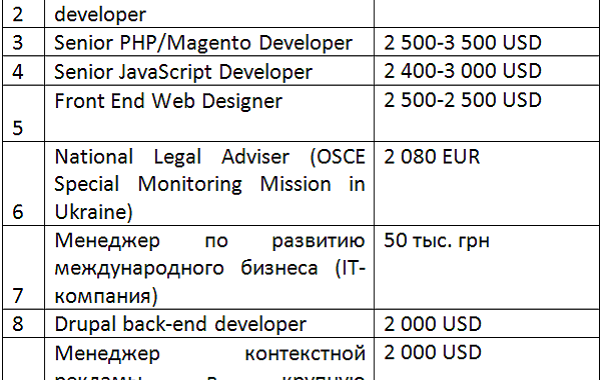 2 developer
3 Senior PHP/Magento Developer 2 500-3 500 USD
4 Senior JavaScript Developer 2 400-3 000 USD
Front End Web Designer 2 500-2 500 USD
5
National Legal Adviser (OSCE 2 080 EUR
Special Monitoring Mission in
6 Ukraine)
Менеджер по развитию 50 тыс. грн
международного бизнеса (IT-
7 компания)
8 Drupal back-end developer 2 000 USD
Менеджер контекстной 2 000 USD
рекламы в крупную